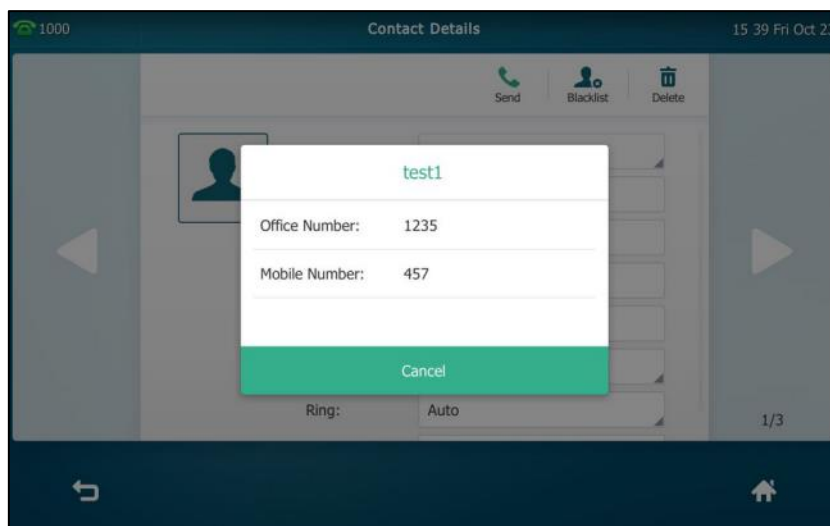 1000 Contact Details 15 39 Fri Oct
Send Blacklist Delete
test1
Office Number: 1235
Mobile Number: 457
Cancel
Ring: Auto
1/3